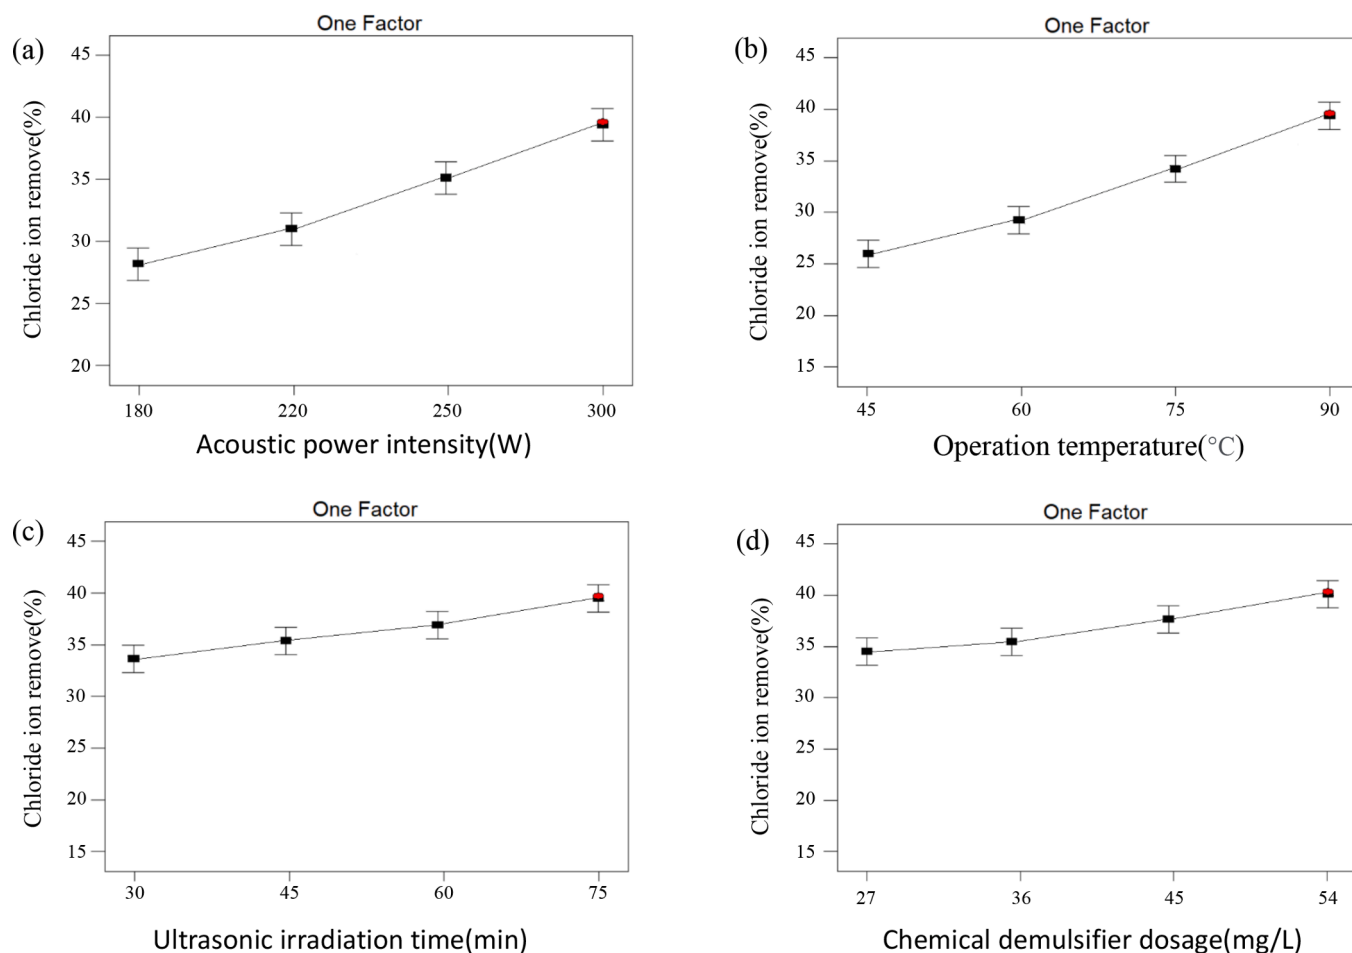 One Factor
(a)
45
40
35
30
25
20
Chloride ion remove(%)
180 220 250 300
Acoustic power intensity(W)
One Factor
(b)
45
40
35
30
25
20
15
Chloride ion remove(%)
45 60 75 90
Operation temperature(°C)
One Factor
(c)
45
40
35
30
25
20
15
Chloride ion remove(%)
30 45 60 75
Ultrasonic irradiation time(min)
One Factor
(d)
45
40
35
30
25
20
15
Chloride ion remove(%)
27 36 45 54
Chemical demulsifier dosage(mg/L)